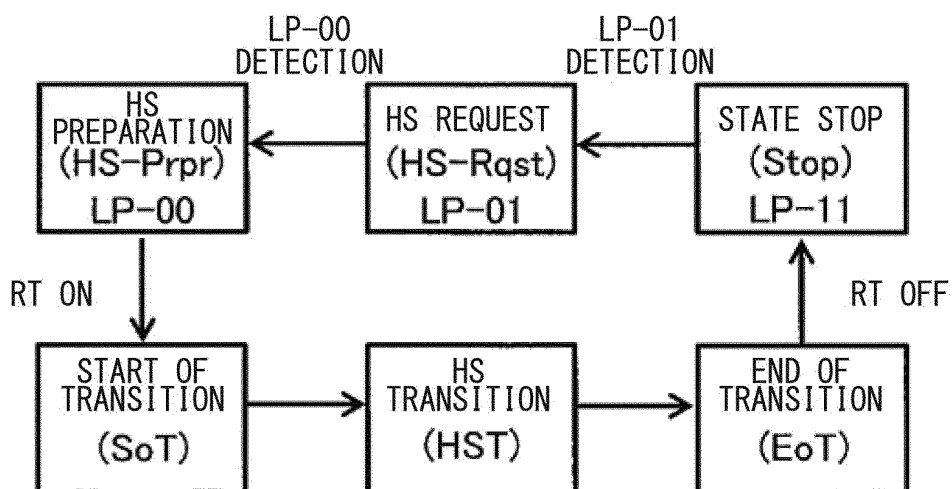 LP-00
DETECTION
LP-01
DETECTION
HS
PREPARATION
(HS-Prpr)
LP-00
HS REQUEST
(HS-Rqst)
LP-01
STATE STOP
(Stop)
LP-11
RT ON
RT OFF
START OF
TRANSITION
(SoT)
HS
TRANSITION
(HST)
END OF
TRANSITION
(EoT)